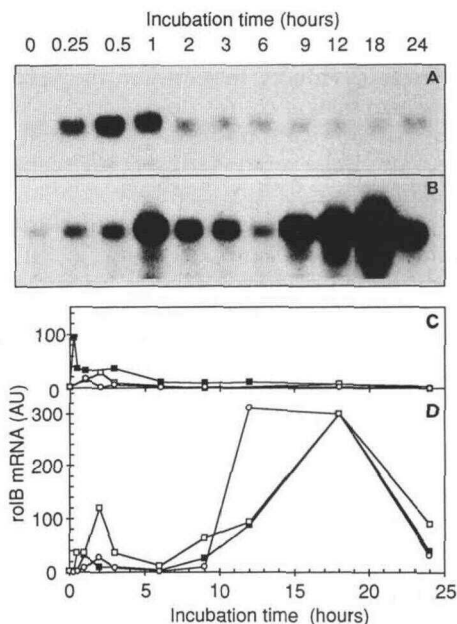 Incubation time (hours)
0 0.25 0.5 1 2 3 6 9 12 18 24
A
B
C
100
0
D
300
200
100
0
rolB mRNA (AU)
0 5 10 15 20 25
Incubation time (hours)